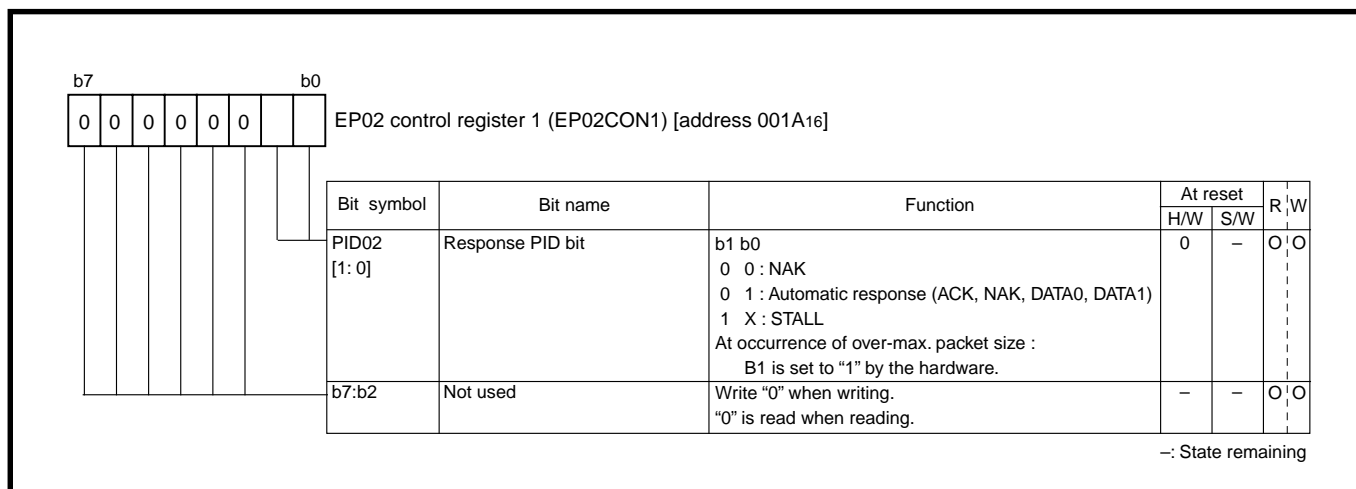 b7 b0
0 0 0 0 0 0 EP02 control register 1 (EP02CON1) [address 001A16]
Bit symbol Bit name Function At reset R W
H/W S/W
PID02 Response PID bit b1 b0 0 – O O
[1: 0] 0 0 : NAK
0 1 : Automatic response (ACK, NAK, DATA0, DATA1)
1 X : STALL
At occurrence of over-max. packet size :
B1 is set to “1” by the hardware.
b7:b2 Not used Write “0” when writing. – – O O
“0” is read when reading.
–: State remaining